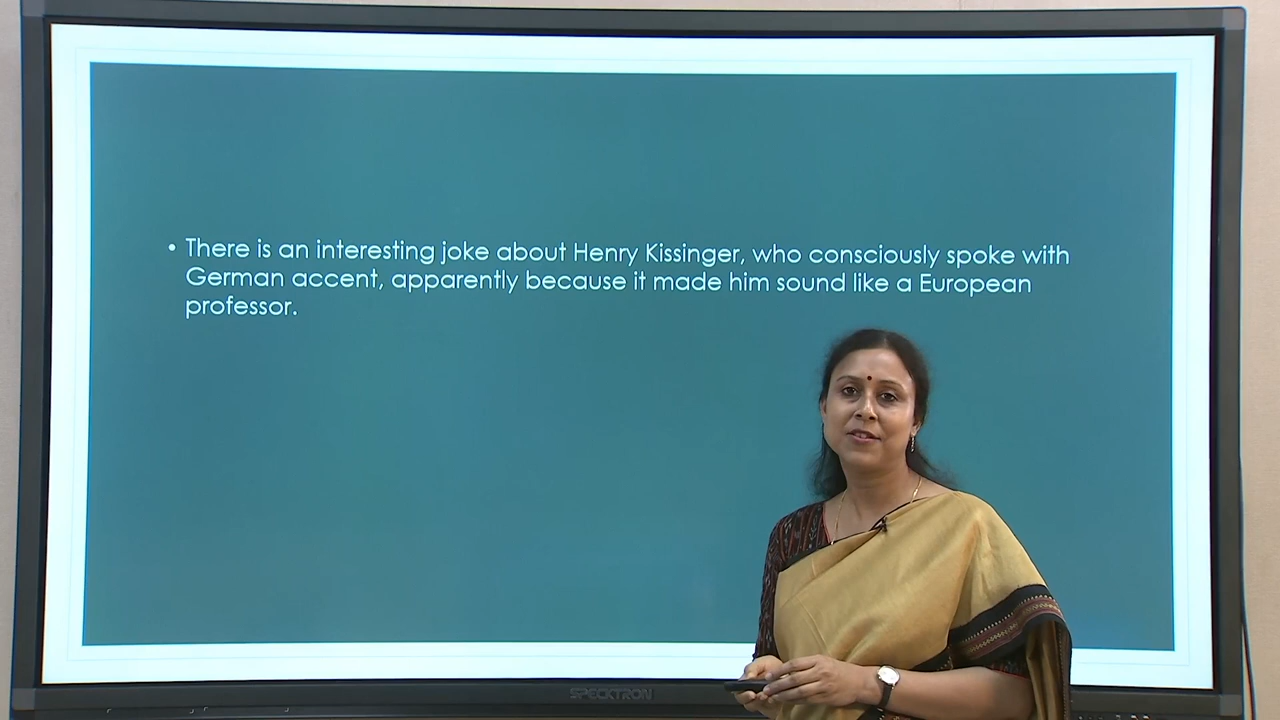 • There is an interesting joke about Henry Kissinger, who consciously spoke with
German accent, apparently because it made him sound like a European
professor.
SPECKTRON